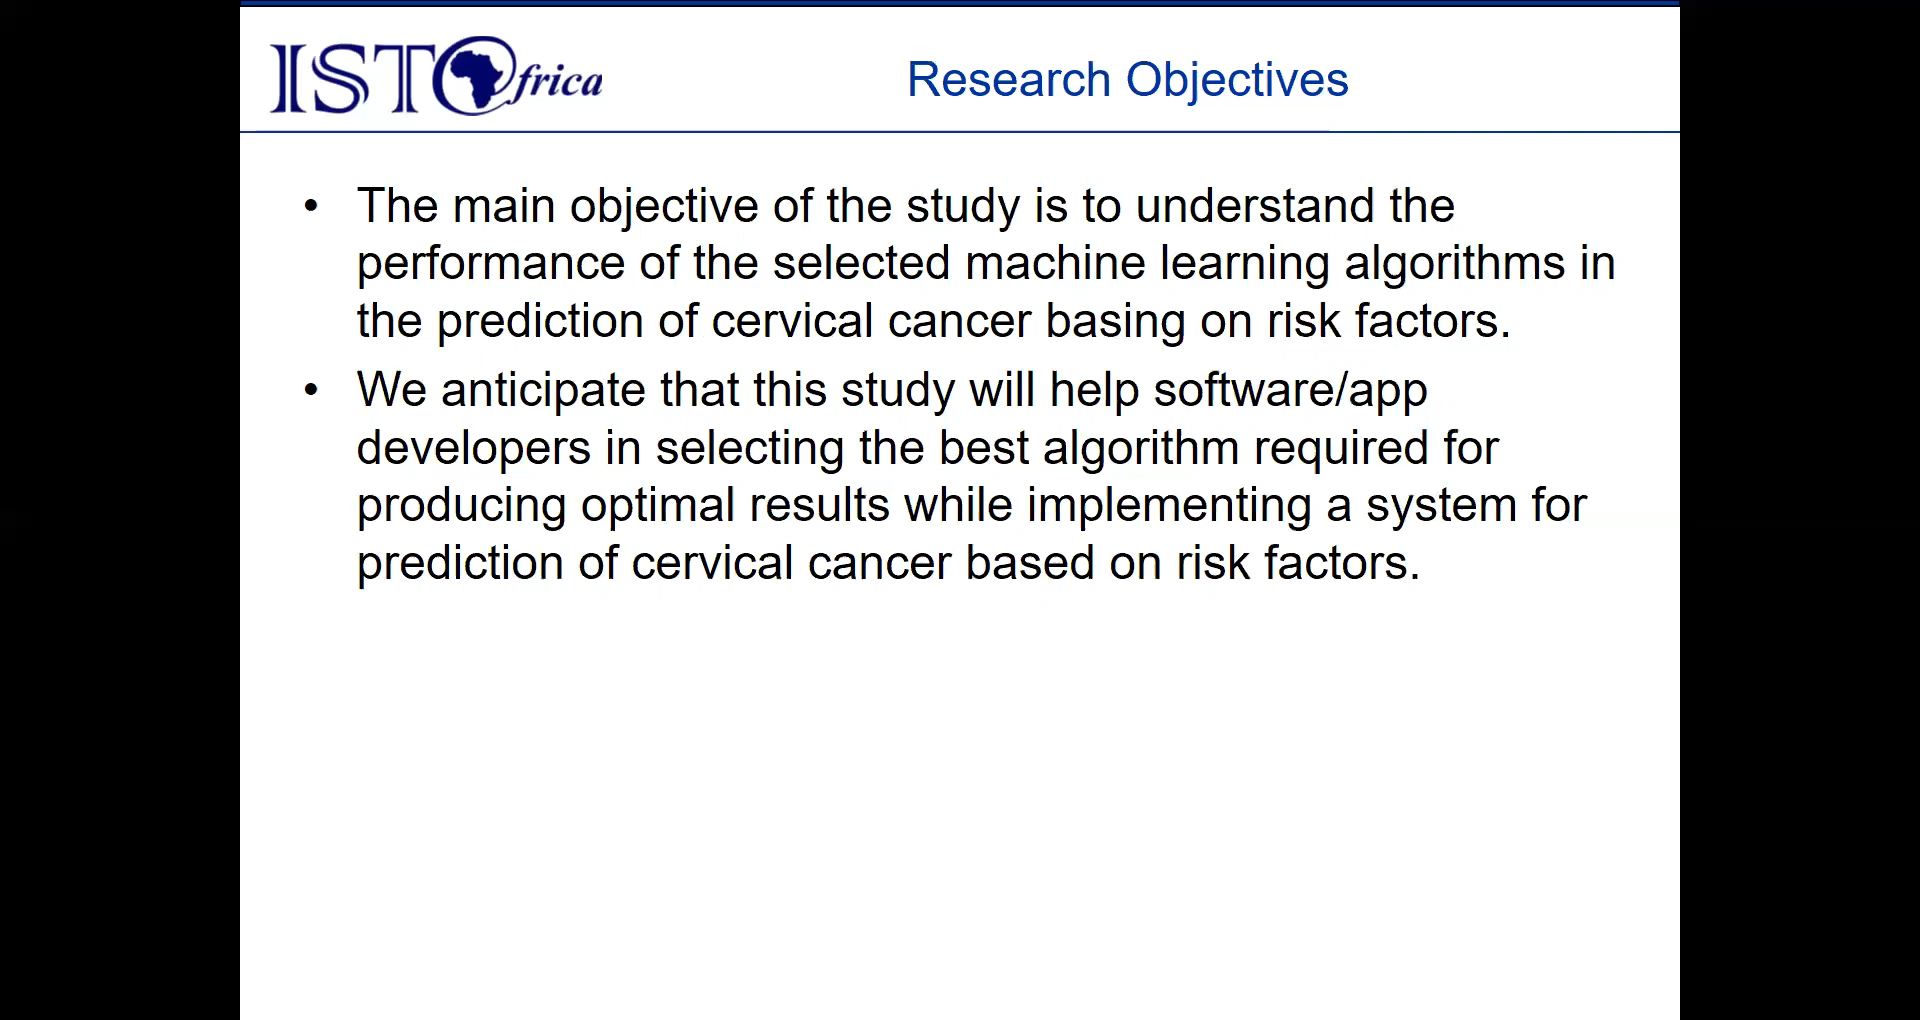 IST@frica
Research Objectives
• The main objective of the study is to understand the
performance of the selected machine learning algorithms in
the prediction of cervical cancer basing on risk factors.
• We anticipate that this study will help software/app
developers in selecting the best algorithm required for
producing optimal results while implementing a system for
prediction of cervical cancer based on risk factors.